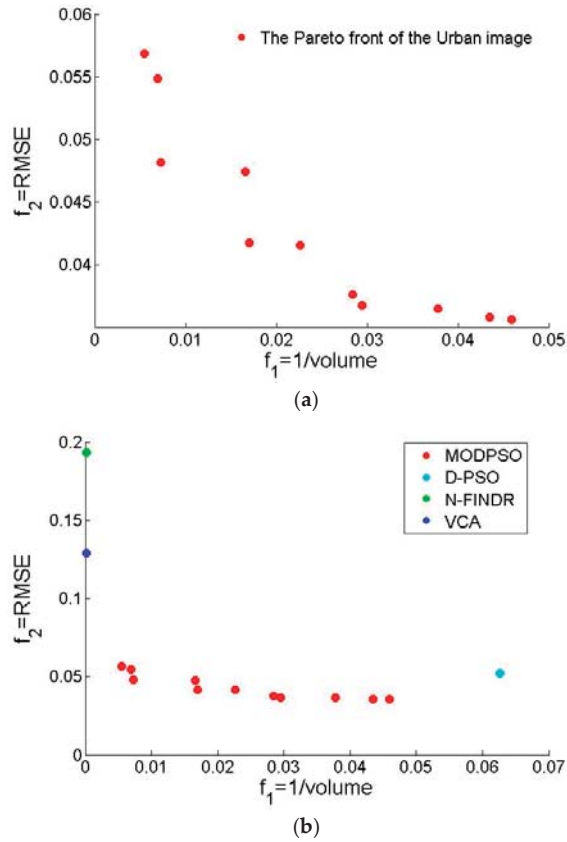 0.06
The Pareto front of the Urban image
0.055
0.05
0.045
0.04
f2=RMSE
0 0.01 0.02 0.03 0.04 0.05
f1=1/volume
(a)
0.2
MODPSO
D-PSO
N-FINDR
VCA
0.15
0.1
0.05
0
f2=RMSE
0 0.01 0.02 0.03 0.04 0.05 0.06 0.07
f1=1/volume
(b)